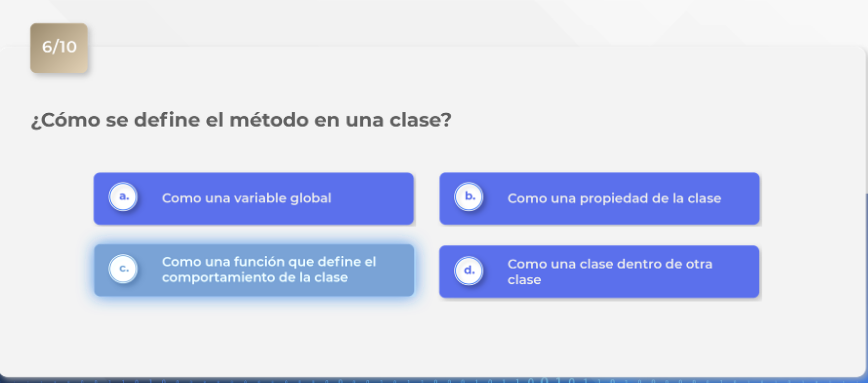 6/10
¿Cómo se define el método en una clase?
a. Como una variable global
b. Como una propiedad de la clase
c. Como una función que define el
comportamiento de la clase
d. Como una clase dentro de otra
clase